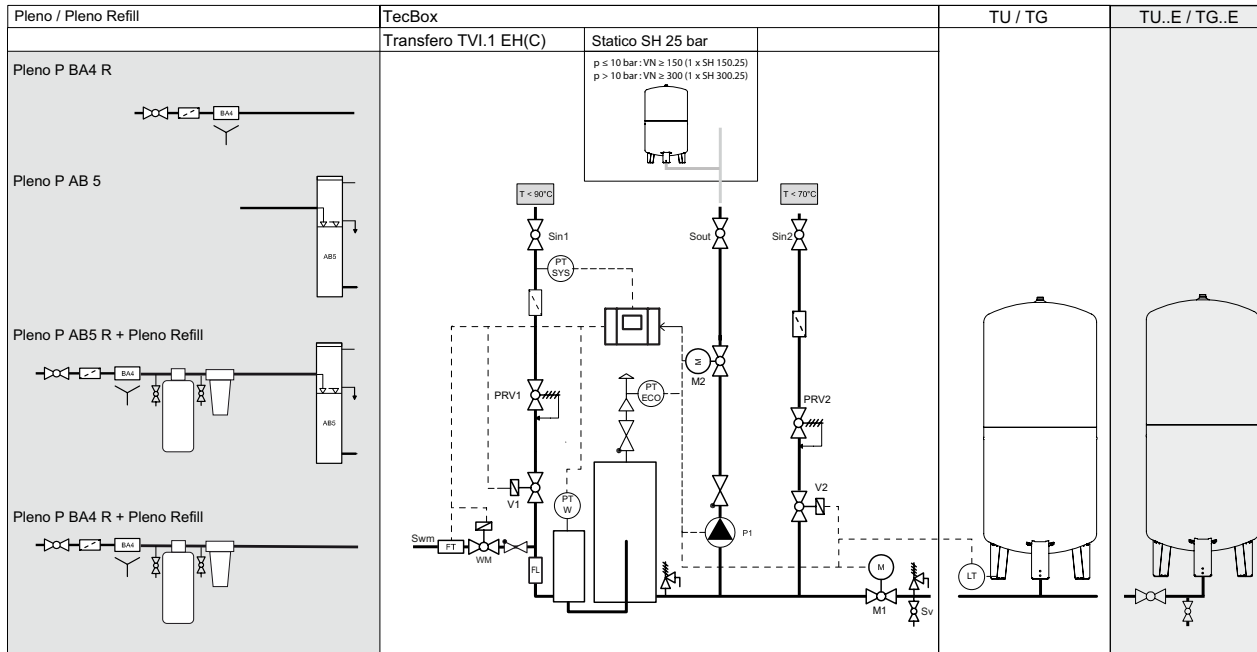 Pleno / Pleno Refill
TecBox
TU / TG
TU..E / TG..E
Transfero TVI.1 EH(C)
Statico SH 25 bar
p ≤ 10 bar : VN ≥ 150 (1 x SH 150.25)
p > 10 bar : VN ≥ 300 (1 x SH 300.25)
Pleno P BA4 R
BA4
Pleno P AB 5
AB5
Pleno P AB5 R + Pleno Refill
BA4
AB5
Pleno P BA4 R + Pleno Refill
BA4
T < 90°C
T < 70°C
Sin1
Sout
Sin2
PT
SYS
M
M2
PT
ECO
PRV1
PRV2
V1
V2
PT
W
Swm
FT
WM
FL
P1
M
M1
Sv
LT